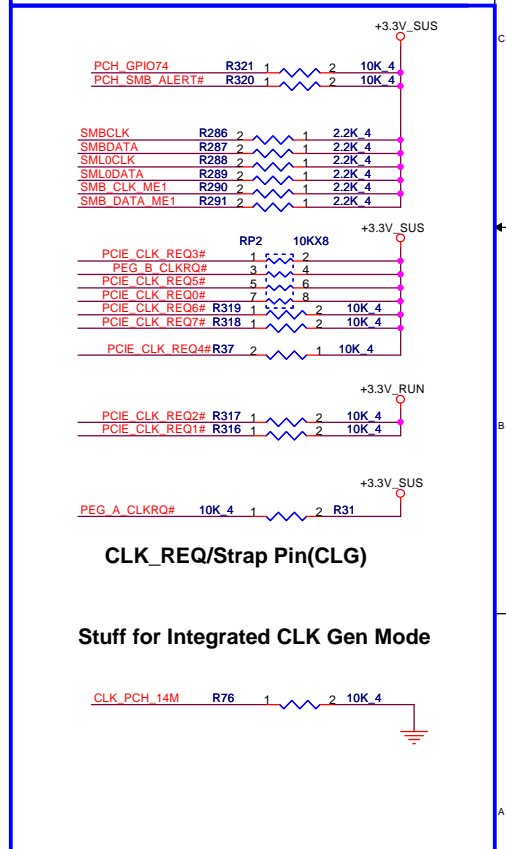 +3.3V_SUS
C
PCH_GPIO74 R321 1 2 10K_4
PCH_SMB_ALERT# R320 1 2 10K_4
SMBCLK R286 2 1 2.2K_4
SMBDATA R287 2 1 2.2K_4
SML0CLK R288 2 1 2.2K_4
SML0DATA R289 2 1 2.2K_4
SMB_CLK_ME1 R290 2 1 2.2K_4
SMB_DATA_ME1 R291 2 1 2.2K_4
+3.3V_SUS
RP2 10KX8
PCIE_CLK_REQ3# 1 2
PEG_B_CLKRQ# 3 4
PCIE_CLK_REQ5# 5 6
PCIE_CLK_REQ0# 7 8
PCIE_CLK_REQ6# R319 1 2 10K_4
PCIE_CLK_REQ7# R318 1 2 10K_4
PCIE_CLK_REQ4# R37 2 1 10K_4
+3.3V_RUN
PCIE_CLK_REQ2# R317 1 2 10K_4
B
PCIE_CLK_REQ1# R316 1 2 10K_4
+3.3V_SUS
PEG_A_CLKRQ# 10K_4 1 2 R31
CLK_REQ/Strap Pin(CLG)
Stuff for Integrated CLK Gen Mode
CLK_PCH_14M R76 1 2 10K_4
A